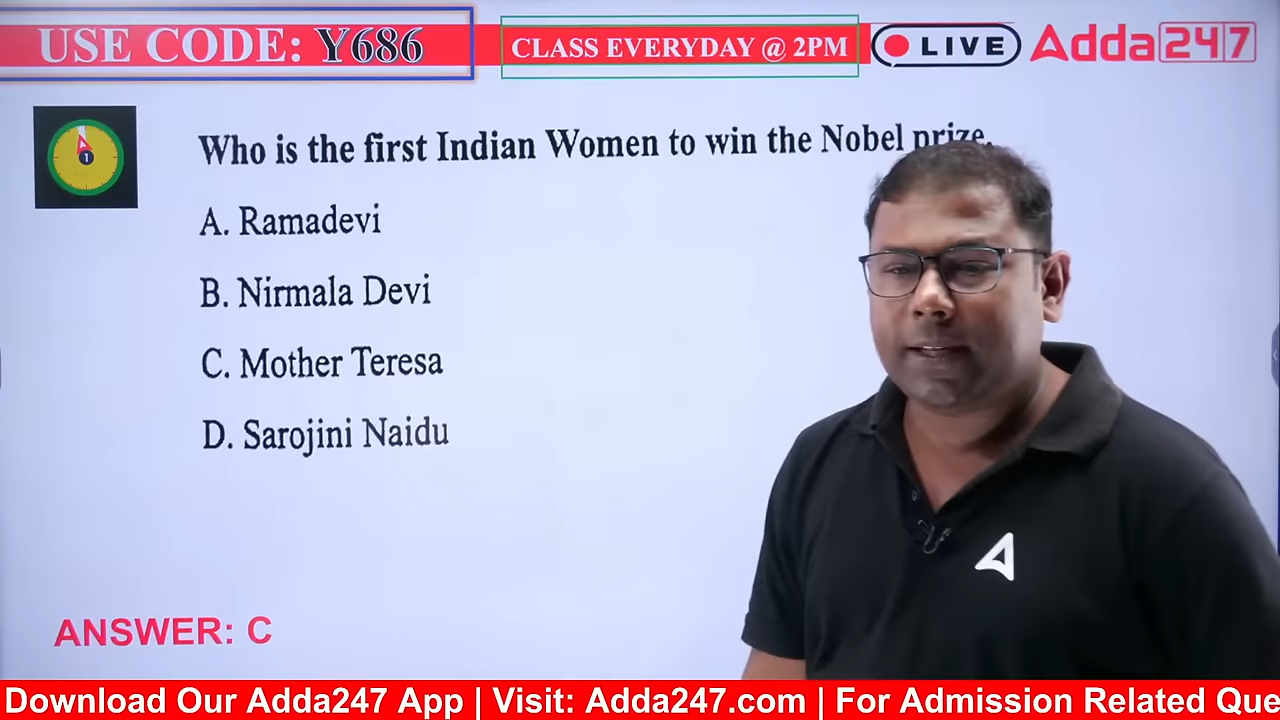 USE CODE: Y686
CLASS EVERYDAY @ 2PM
LIVE
Adda247
1
Who is the first Indian Women to win the Nobel prize.
A. Ramadevi
B. Nirmala Devi
C. Mother Teresa
D. Sarojini Naidu
ANSWER: C
Download Our Adda247 App | Visit: Adda247.com | For Admission Related Que